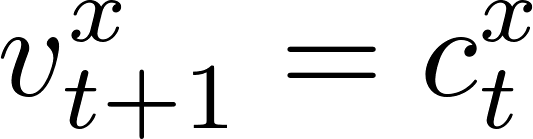 $v_{t+1}^{x} = c_{t}^{x}$